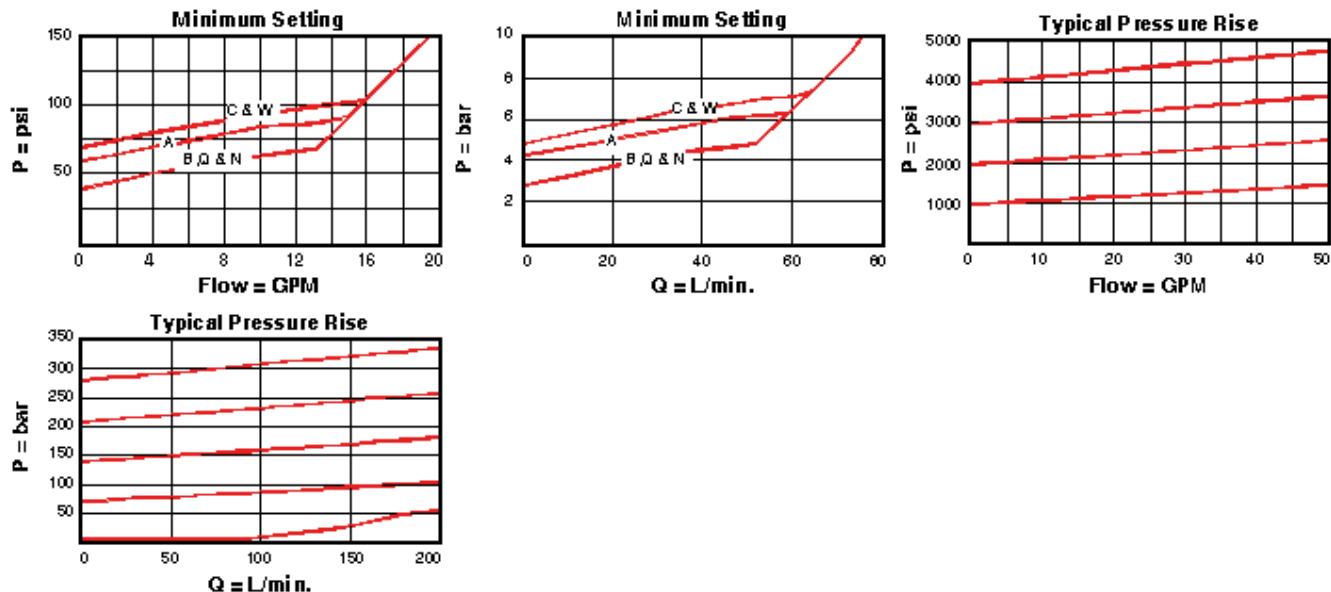 Minimum Setting
150
100
50
P = psi
C & W
A
B,Q & N
0 4 8 12 16 20
Flow = GPM
Minimum Setting
10
8
6
4
2
P = bar
C & W
A
B,Q & N
0 20 40 60 80
Q = L/min.
Typical Pressure Rise
5000
4000
3000
2000
1000
P = psi
0 10 20 30 40 50
Flow = GPM
Typical Pressure Rise
350
300
250
200
150
100
50
P = bar
0 50 100 150 200
Q = L/min.